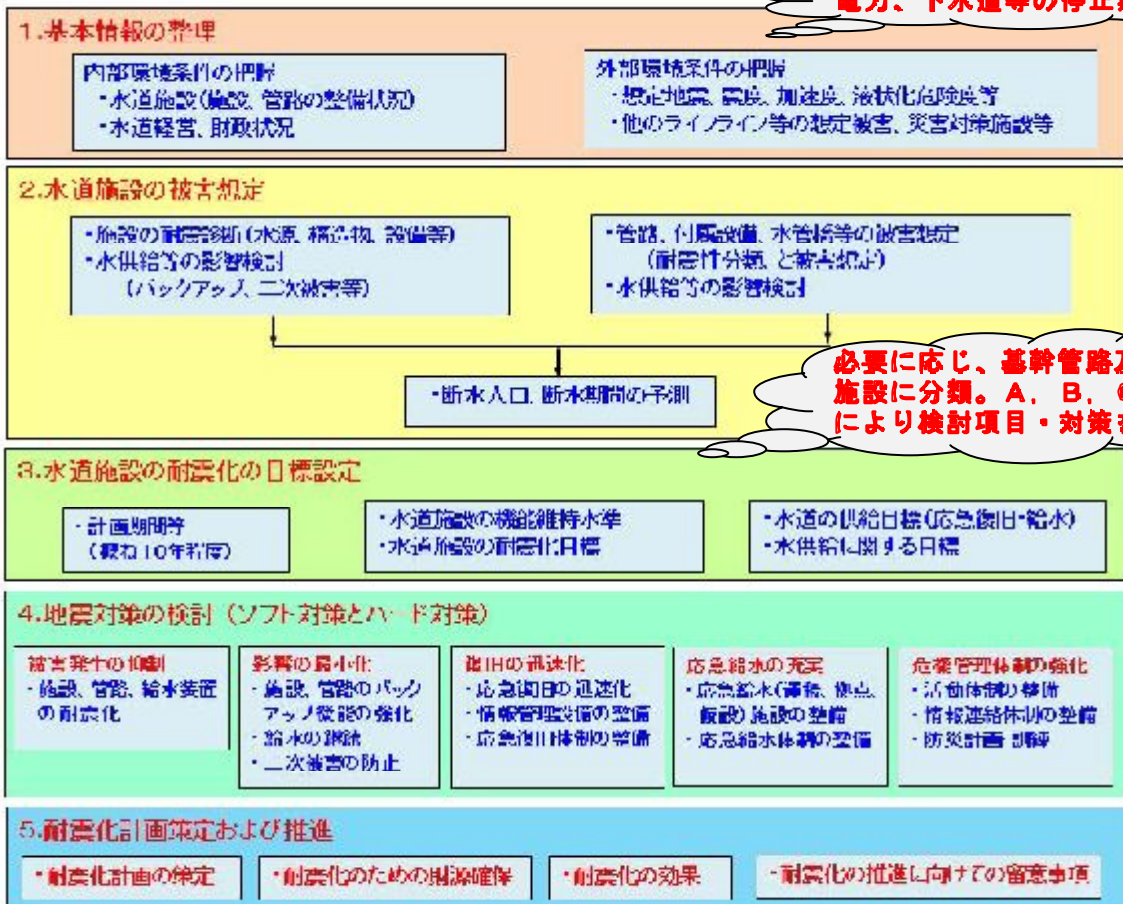 電力、下水道等の停止
1.基本情報の整理
内部環境条件の把握
・水道施設(施設、管路の整備状況)
・水道経営、財政状況
外部環境条件の把握
・想定地震、震度、加速度、液状化危険度等
・他のライフライン等の想定被害、災害対策施設等
2.水道施設の被害想定
・施設の耐震診断(水源、構造物、設備等)
・水供給等の影響検討
(バックアップ、二次被害等)
・管路、付属設備、水管橋等の被害想定
(耐震性分類、と被害想定)
・水供給等の影響検討
・断水人口、断水期間の予測
必要に応じ、基幹管路及
施設に分類。A,B,C
により検討項目・対策を
3.水道施設の耐震化の目標設定
・計画期間等
(概ね10年程度)
・水道施設の機能維持水準
・水道施設の耐震化目標
・水道の供給目標(応急復旧・給水)
・水供給に関する目標
4.地震対策の検討(ソフト対策とハード対策)
被害発生の抑制
・施設、管路、給水装置
の耐震化
影響の最小化
・施設、管路のバック
アップ機能の強化
・給水の継続
・二次被害の防止
復旧の迅速化
・応急復旧の迅速化
・情報管理設備の整備
・応急復旧体制の整備
応急給水の充実
・応急給水(運搬、拠点、
仮設)施設の整備
・応急給水体制の整備
危機管理体制の強化
・活動体制の整備
・情報連絡体制の整備
・防災計画・訓練
5.耐震化計画策定および推進
・耐震化計画の策定
・耐震化のための財源確保
・耐震化の効果
・耐震化の推進に向けての留意事項